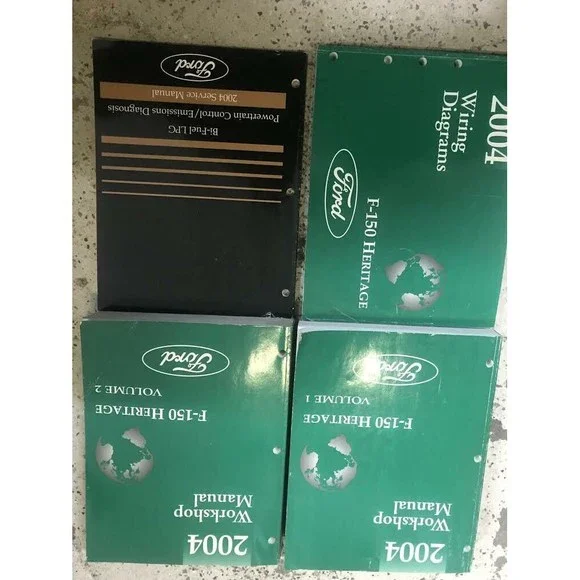 Ford
2004 Service Manual
Powertrain Control/Emissions Diagnosis
Bi-Fuel LPG
2004
Wiring
Diagrams
Ford
F-150 HERITAGE
Ford
F-150 HERITAGE
VOLUME 2
Workshop
Manual
2004
Ford
F-150 HERITAGE
VOLUME 1
Workshop
Manual
2004